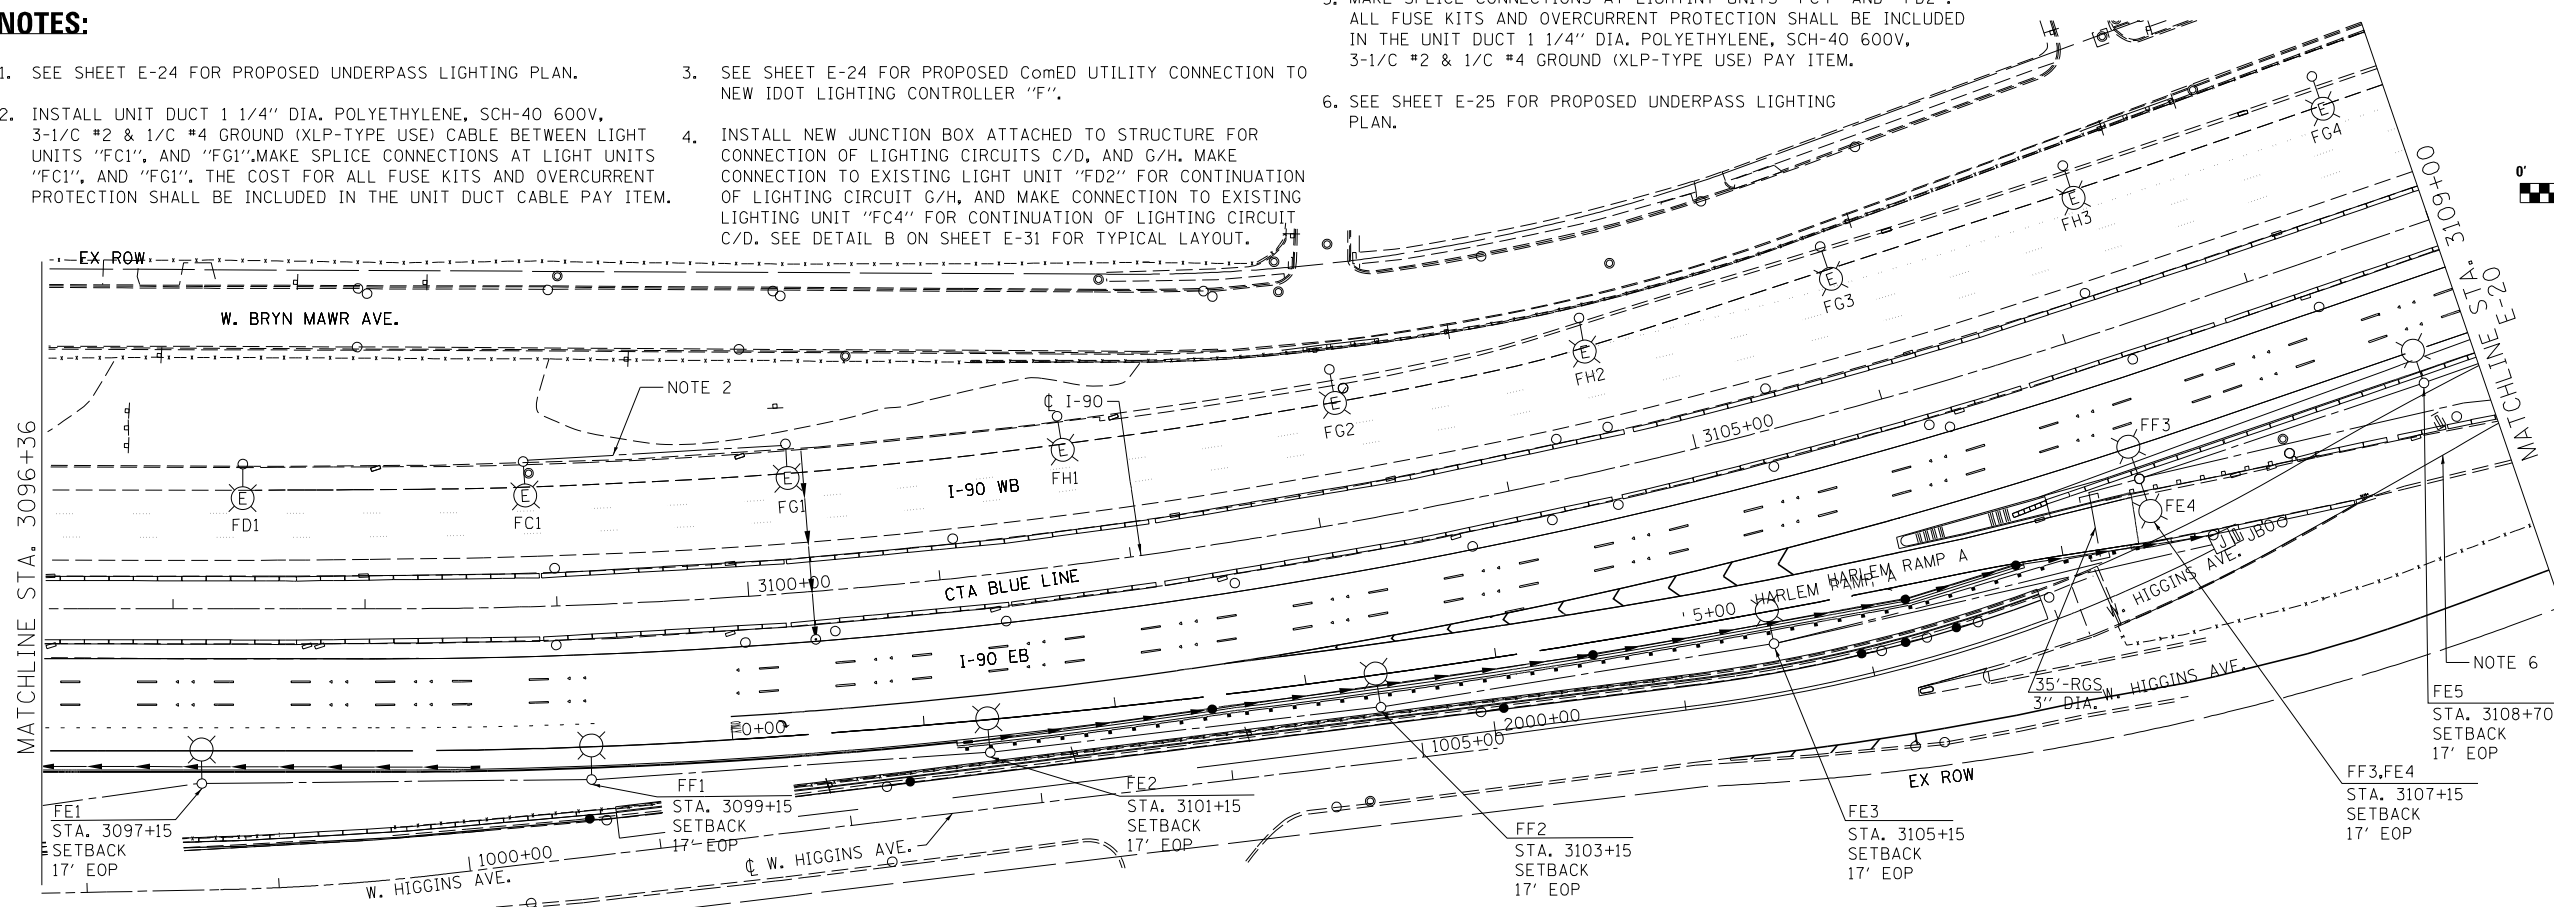 NOTES:
1. SEE SHEET E-24 FOR PROPOSED UNDERPASS LIGHTING PLAN.
2. INSTALL UNIT DUCT 1 1/4" DIA. POLYETHYLENE, SCH-40 600V,
3-1/C #2 & 1/C #4 GROUND (XLP-TYPE USE) CABLE BETWEEN LIGHT
UNITS "FC1", AND "FG1".MAKE SPLICE CONNECTIONS AT LIGHT UNITS
"FC1", AND "FG1". THE COST FOR ALL FUSE KITS AND OVERCURRENT
PROTECTION SHALL BE INCLUDED IN THE UNIT DUCT CABLE PAY ITEM.
3. SEE SHEET E-24 FOR PROPOSED ComED UTILITY CONNECTION TO
NEW IDOT LIGHTING CONTROLLER "F".
4. INSTALL NEW JUNCTION BOX ATTACHED TO STRUCTURE FOR
CONNECTION OF LIGHTING CIRCUITS C/D, AND G/H. MAKE
CONNECTION TO EXISTING LIGHT UNIT "FD2" FOR CONTINUATION
OF LIGHTING CIRCUIT G/H, AND MAKE CONNECTION TO EXISTING
LIGHTING UNIT "FC4" FOR CONTINUATION OF LIGHTING CIRCUIT
C/D. SEE DETAIL B ON SHEET E-31 FOR TYPICAL LAYOUT.
5. MAKE SPLICE CONNECTIONS AT LIGHTINT UNITS "FC4" AND "FD2".
ALL FUSE KITS AND OVERCURRENT PROTECTION SHALL BE INCLUDED
IN THE UNIT DUCT 1 1/4" DIA. POLYETHYLENE, SCH-40 600V,
3-1/C #2 & 1/C #4 GROUND (XLP-TYPE USE) PAY ITEM.
6. SEE SHEET E-25 FOR PROPOSED UNDERPASS LIGHTING
PLAN.
0'
EX ROW
W. BRYN MAWR AVE.
NOTE 2
℄ I-90
MATCHLINE STA. 3096+36
MATCHLINE STA. 3109+00
E-20
E
FD1
E
FC1
E
FG1
E
FH1
E
FG2
E
FH2
E
FG3
E
FH3
E
FG4
I-90 WB
3105+00
3100+00
CTA BLUE LINE
I-90 EB
0+00
5+00
HARLEM RAMP A
RAMP A
HARLEM RAMP A
FF3
FE4
J
JBO
W. HIGGINS AVE.
W. HIGGINS AVE.
35'-RGS
3" DIA.
NOTE 6
2000+00
1005+00
1000+00
EX ROW
℄ W. HIGGINS AVE.
W. HIGGINS AVE.
FE1
STA. 3097+15
SETBACK
17' EOP
FF1
STA. 3099+15
SETBACK
17' EOP
FE2
STA. 3101+15
SETBACK
17' EOP
FF2
STA. 3103+15
SETBACK
17' EOP
FE3
STA. 3105+15
SETBACK
17' EOP
FF3,FE4
STA. 3107+15
SETBACK
17' EOP
FE5
STA. 3108+70
SETBACK
17' EOP